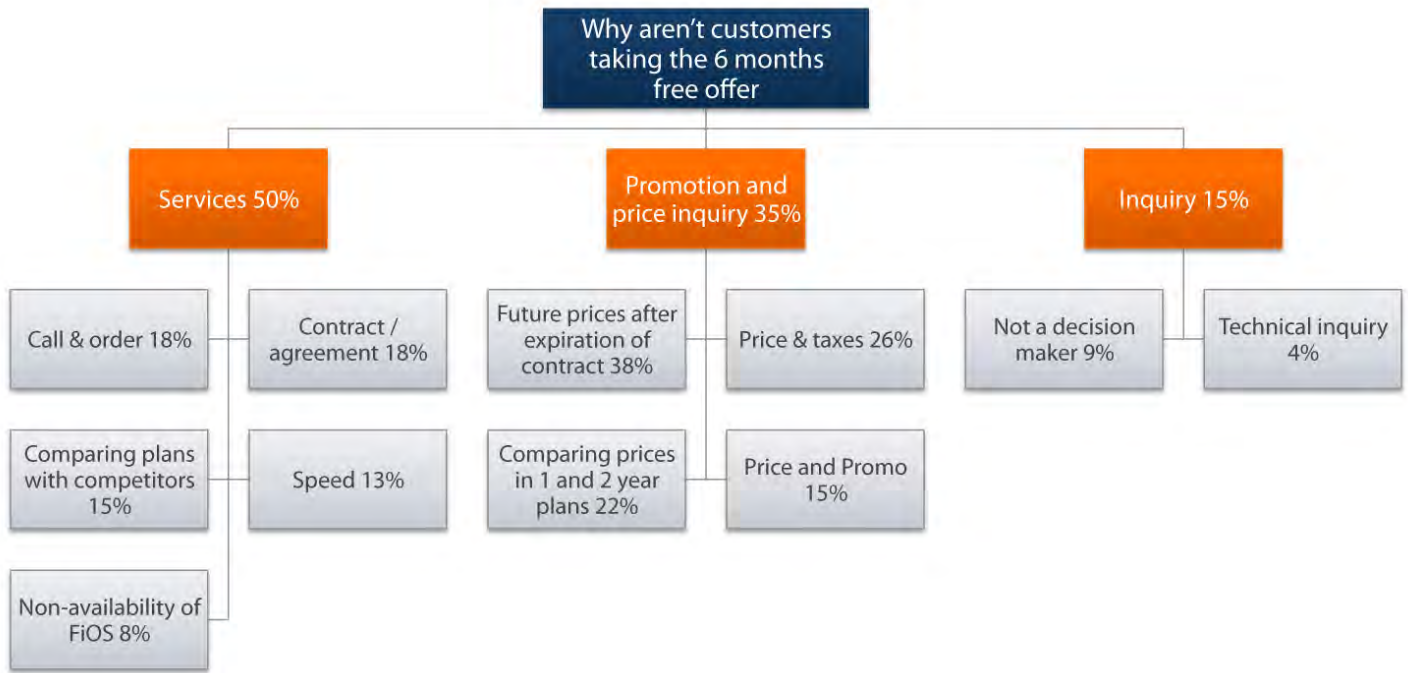 Why aren’t customers
taking the 6 months
free offer
Services 50%
Promotion and
price inquiry 35%
Inquiry 15%
Call & order 18%
Contract /
agreement 18%
Future prices after
expiration of
contract 38%
Price & taxes 26%
Not a decision
maker 9%
Technical inquiry
4%
Comparing plans
with competitors
15%
Speed 13%
Comparing prices
in 1 and 2 year
plans 22%
Price and Promo
15%
Non-availability of
FiOS 8%